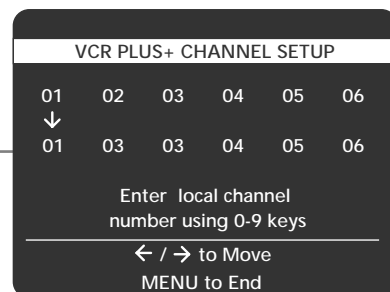 VCR PLUS+ CHANNEL SETUP
01 02 03 04 05 06
↓
01 03 03 04 05 06
Enter local channel
number using 0-9 keys
← / → to Move
MENU to End